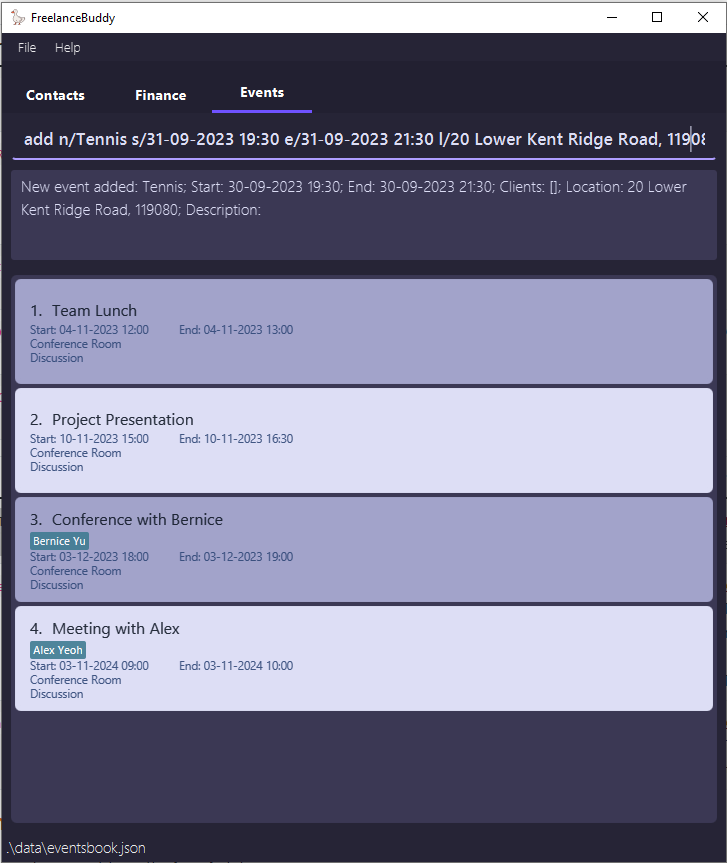 FreelanceBuddy
File Help
Contacts Finance Events
add n/Tennis s/31-09-2023 19:30 e/31-09-2023 21:30 l/20 Lower Kent Ridge Road, 11908
New event added: Tennis; Start: 30-09-2023 19:30; End: 30-09-2023 21:30; Clients: []; Location: 20 Lower
Kent Ridge Road, 119080; Description:
1. Team Lunch
Start: 04-11-2023 12:00 End: 04-11-2023 13:00
Conference Room
Discussion
2. Project Presentation
Start: 10-11-2023 15:00 End: 10-11-2023 16:30
Conference Room
Discussion
3. Conference with Bernice
Bernice Yu
Start: 03-12-2023 18:00 End: 03-12-2023 19:00
Conference Room
Discussion
4. Meeting with Alex
Alex Yeoh
Start: 03-11-2024 09:00 End: 03-11-2024 10:00
Conference Room
Discussion
.\data\eventsbook.json